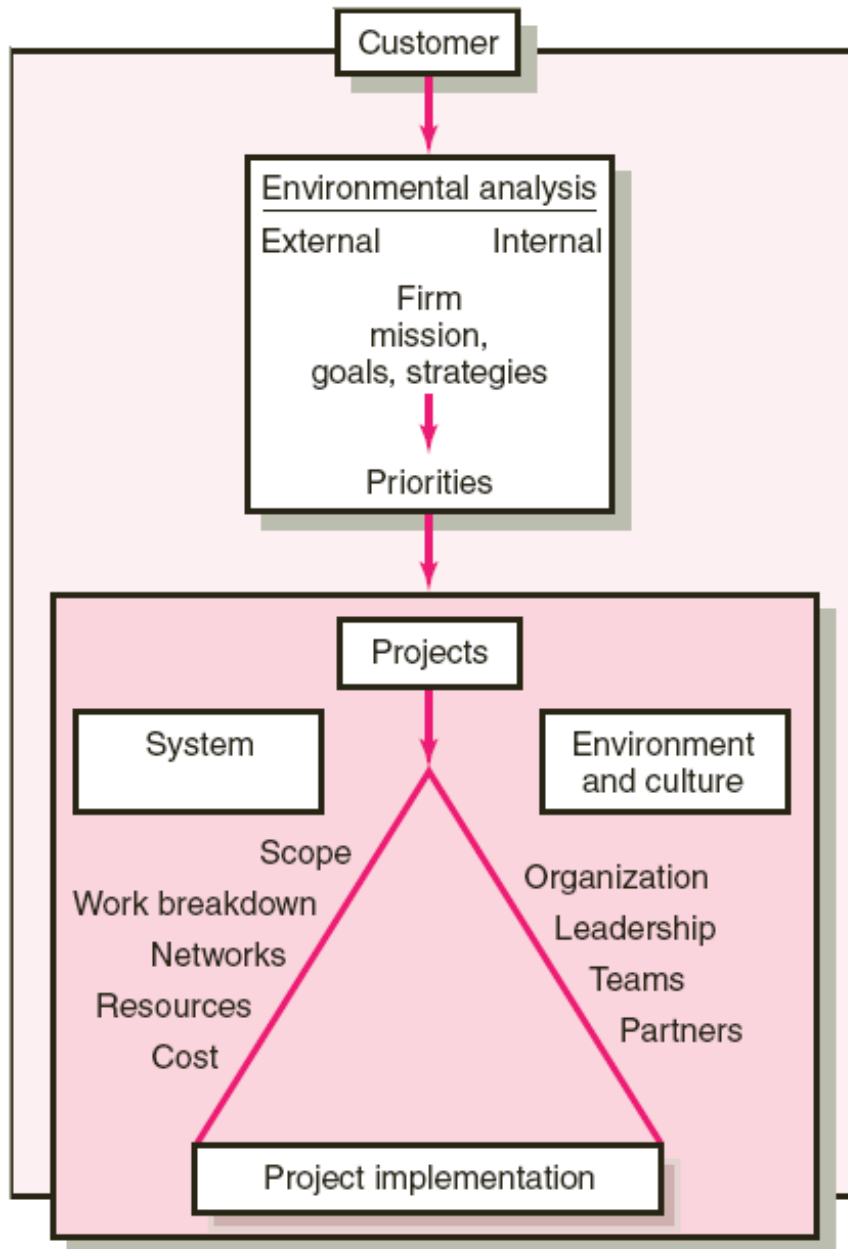 Customer
Environmental analysis
External Internal
Firm
mission,
goals, strategies
Priorities
Projects
System
Environment
and culture
Scope
Work breakdown
Networks
Resources
Cost
Organization
Leadership
Teams
Partners
Project implementation